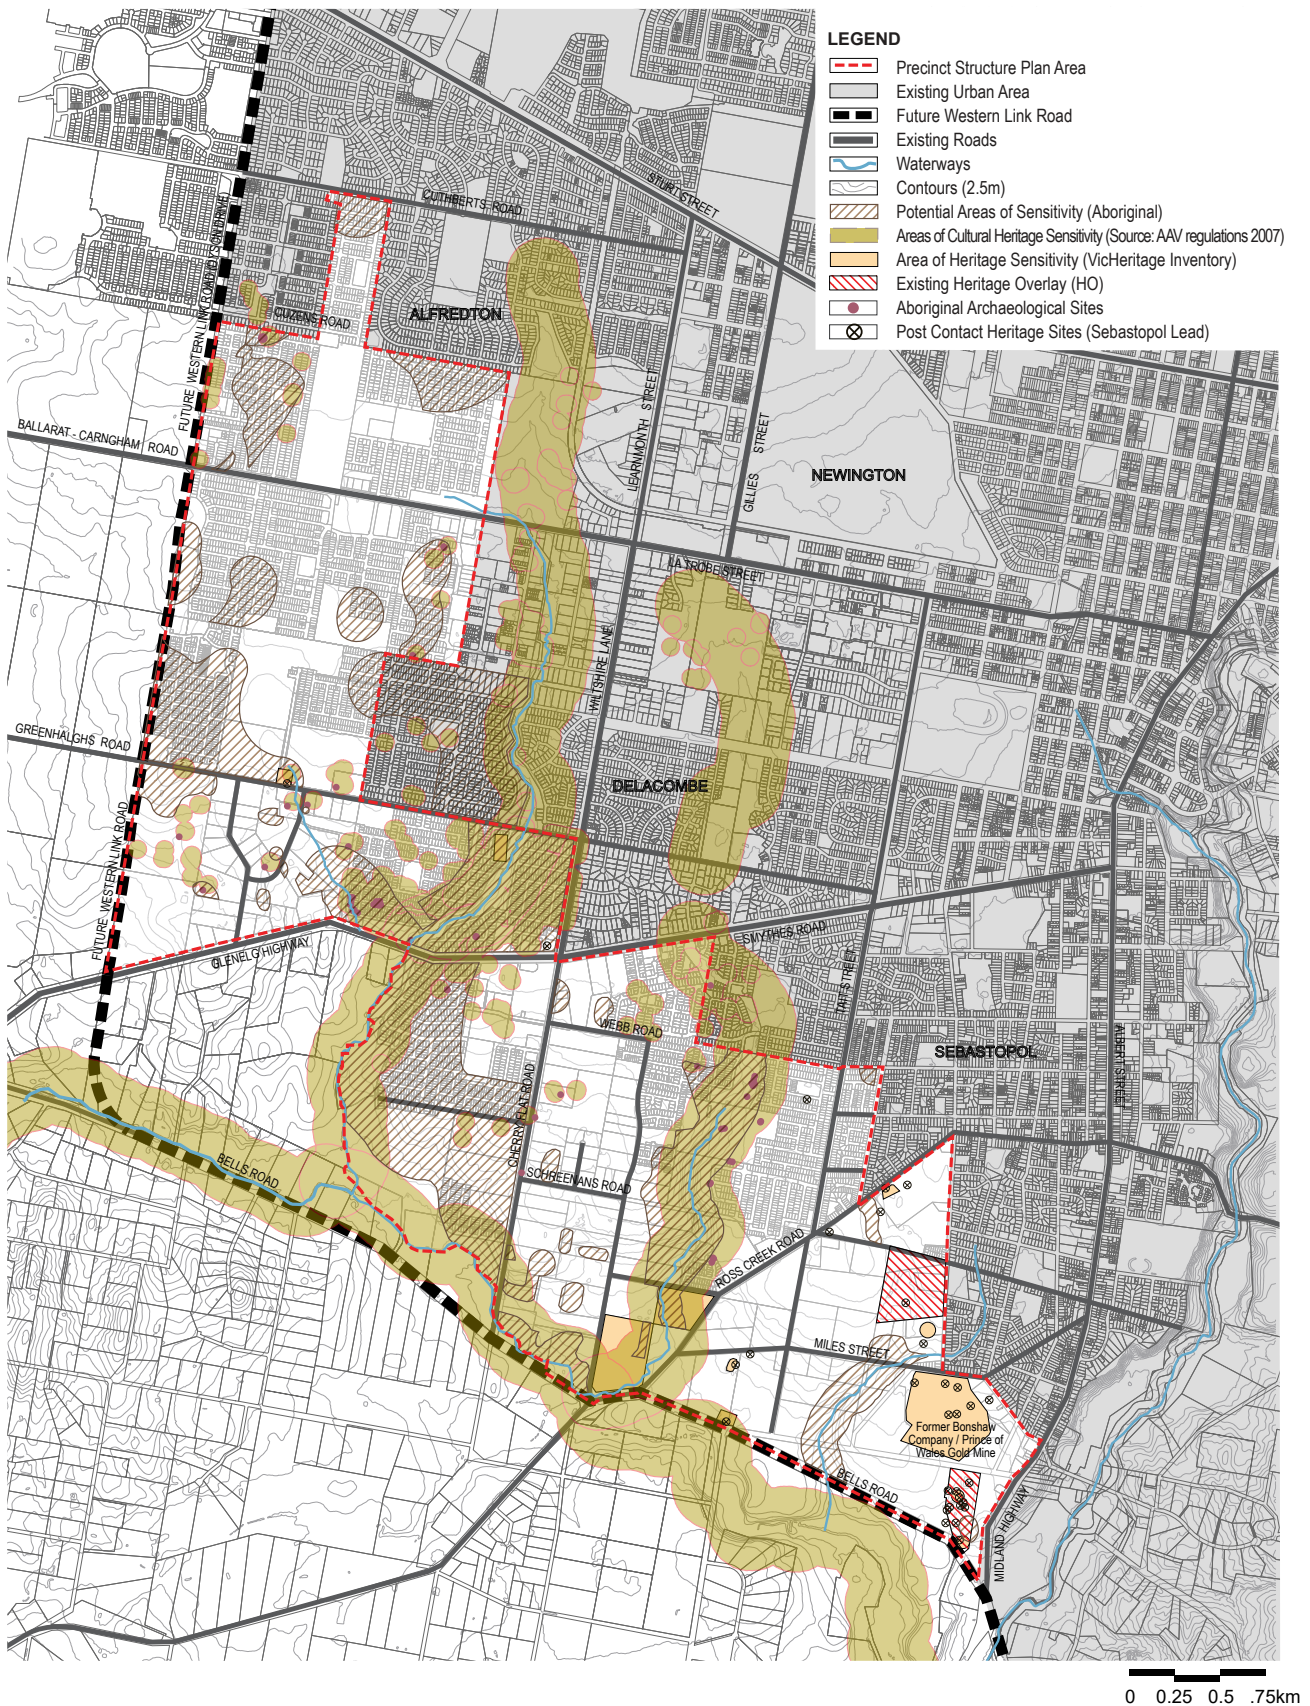 LEGEND
Precinct Structure Plan Area
Existing Urban Area
Future Western Link Road
Existing Roads
Waterways
Contours (2.5m)
Potential Areas of Sensitivity (Aboriginal)
Areas of Cultural Heritage Sensitivity (Source: AAV regulations 2007)
Area of Heritage Sensitivity (VicHeritage Inventory)
Existing Heritage Overlay (HO)
Aboriginal Archaeological Sites
Post Contact Heritage Sites (Sebastopol Lead)
STURT STREET
CUTHBERTS ROAD
FUTURE WESTERN LINK ROAD
DYSON DRIVE
CUZENS ROAD
ALFREDTON
LEARNMONTH STREET
GILLIES STREET
BALLARAT - CARNGHAM ROAD
NEWINGTON
LA TROBE STREET
WILTSHIRE LANE
GREENHALGHS ROAD
DELACOMBE
FUTURE WESTERN LINK ROAD
GLENELG HIGHWAY
SMYTHES ROAD
TAIT STREET
WEBB ROAD
SEBASTOPOL
ALBERT STREET
CHERRY FLAT ROAD
BELLS ROAD
SCHREENANS ROAD
ROSS CREEK ROAD
MILES STREET
Former Bonshaw
Company / Prince of
Wales Gold Mine
BELLS ROAD
MIDLAND HIGHWAY
0 0.25 0.5 .75km